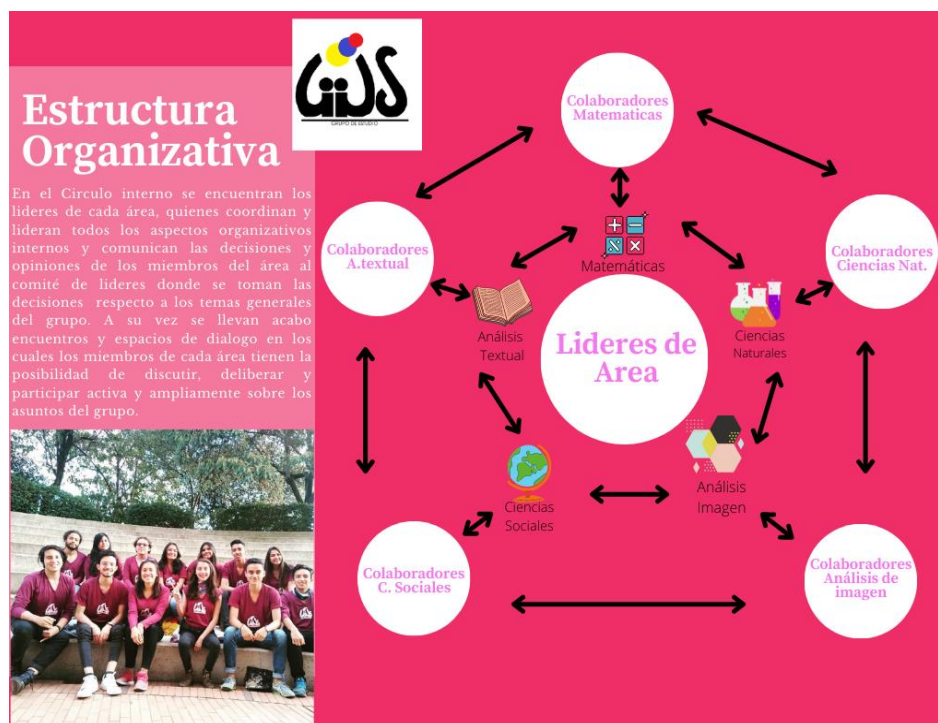 GiiJS
GRUPO DE ESTUDIO
Estructura
Organizativa
En el Circulo interno se encuentran los
lideres de cada área, quienes coordinan y
lideran todos los aspectos organizativos
internos y comunican las decisiones y
opiniones de los miembros del área al
comité de lideres donde se toman las
decisiones respecto a los temas generales
del grupo. A su vez se llevan acabo
encuentros y espacios de dialogo en los
cuales los miembros de cada área tienen la
posibilidad de discutir, deliberar y
participar activa y ampliamente sobre los
asuntos del grupo.
Colaboradores
Matematicas
Colaboradores
A.textual
Colaboradores
Ciencias Nat.
Matemáticas
Análisis
Textual
Ciencias
Naturales
Lideres de
Area
Ciencias
Sociales
Análisis
Imagen
Colaboradores
C. Sociales
Colaboradores
Análisis de
imagen